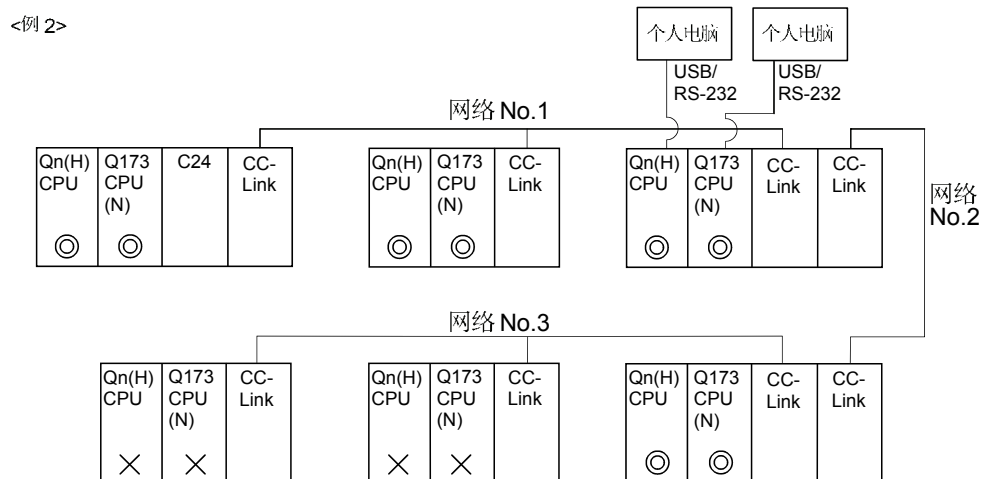 <例 2>
个人电脑 个人电脑
USB/ USB/
RS-232 RS-232
网络 No.1
Qn(H) Q173 C24 CC-
CPU CPU Link
(N)
Qn(H) Q173 CC-
CPU CPU Link
(N)
Qn(H) Q173 CC- CC-
CPU CPU Link Link
(N)
网络
No.2
网络 No.3
Qn(H) Q173 CC-
CPU CPU Link
(N)
Qn(H) Q173 CC-
CPU CPU Link
(N)
Qn(H) Q173 CC- CC-
CPU CPU Link Link
(N)